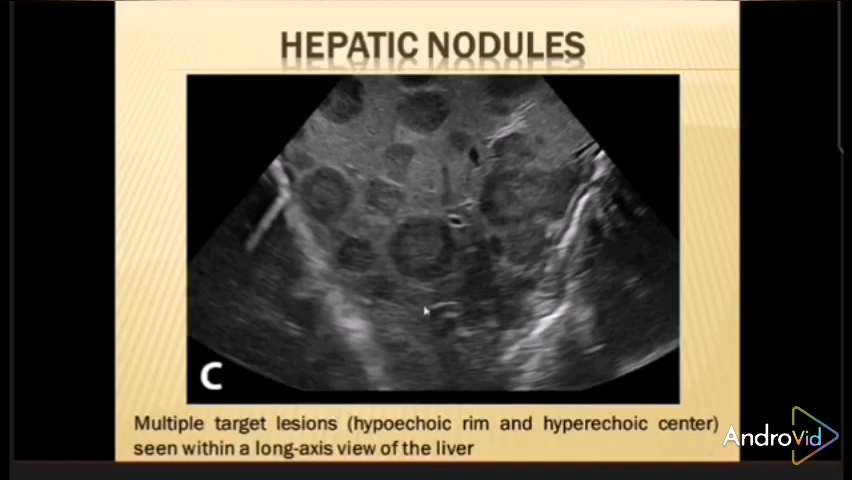 HEPATIC NODULES
C
Multiple target lesions (hypoechoic rim and hyperechoic center)
seen within a long-axis view of the liver
AndroVid